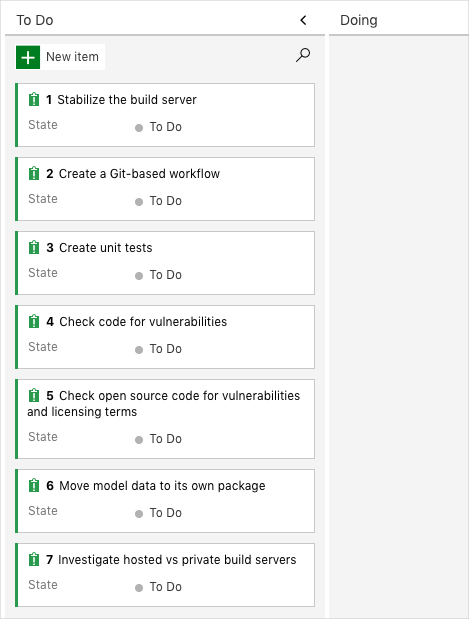 To Do
Doing
New item
1 Stabilize the build server
State To Do
2 Create a Git-based workflow
State To Do
3 Create unit tests
State To Do
4 Check code for vulnerabilities
State To Do
5 Check open source code for vulnerabilities
and licensing terms
State To Do
6 Move model data to its own package
State To Do
7 Investigate hosted vs private build servers
State To Do